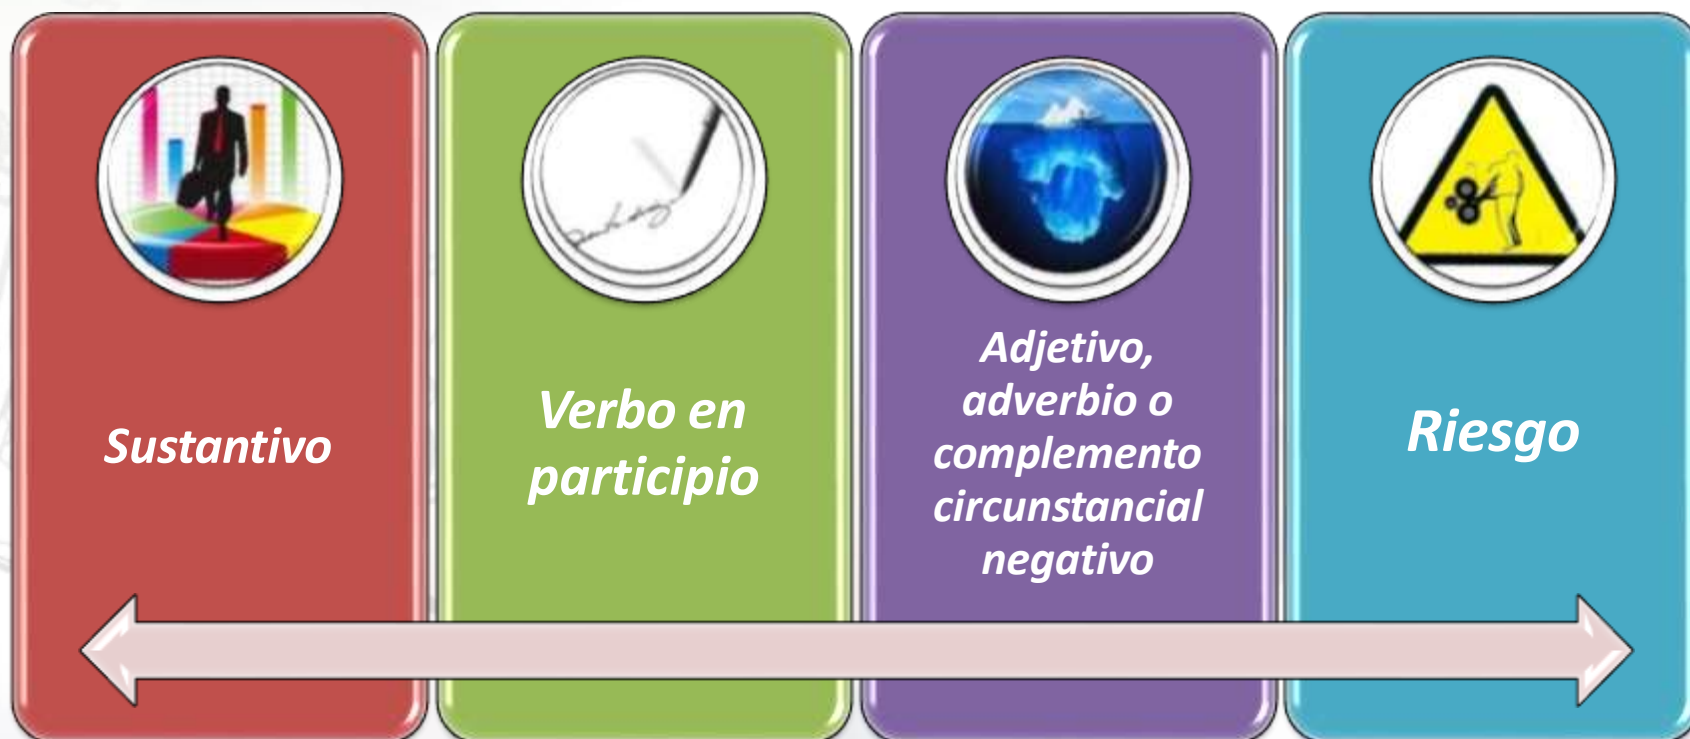 Sustantivo
Verbo en
participio
Adjetivo,
adverbio o
complemento
circunstancial
negativo
Riesgo